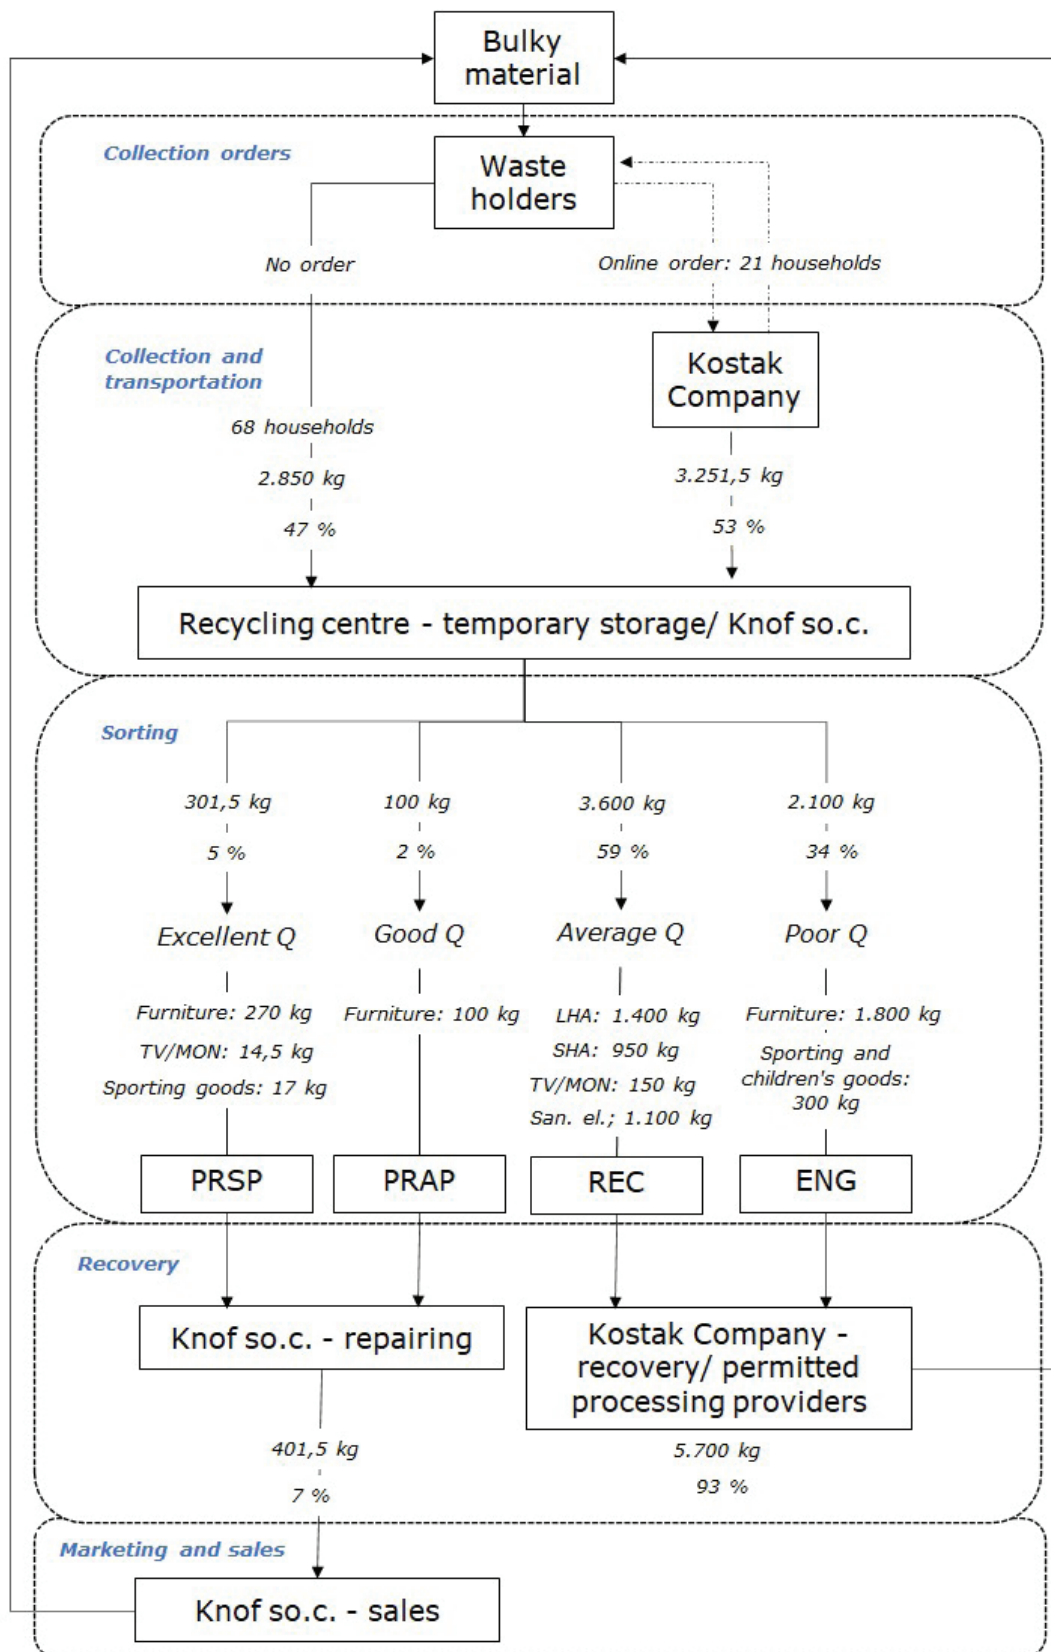 Bulky
material
Collection orders
Waste
holders
No order
Online order: 21 households
Collection and
transportation
Kostak
Company
68 households
2.850 kg
3.251,5 kg
47 %
53 %
Recycling centre - temporary storage/ Knof so.c.
Sorting
301,5 kg
100 kg
3.600 kg
2.100 kg
5 %
2 %
59 %
34 %
Excellent Q
Good Q
Average Q
Poor Q
Furniture: 270 kg
TV/MON: 14,5 kg
Sporting goods: 17 kg
Furniture: 100 kg
LHA: 1.400 kg
SHA: 950 kg
TV/MON: 150 kg
San. el.; 1.100 kg
Furniture: 1.800 kg
Sporting and
children's goods:
300 kg
PRSP
PRAP
REC
ENG
Recovery
Knof so.c. - repairing
Kostak Company -
recovery/ permitted
processing providers
401,5 kg
7 %
5.700 kg
93 %
Marketing and sales
Knof so.c. - sales